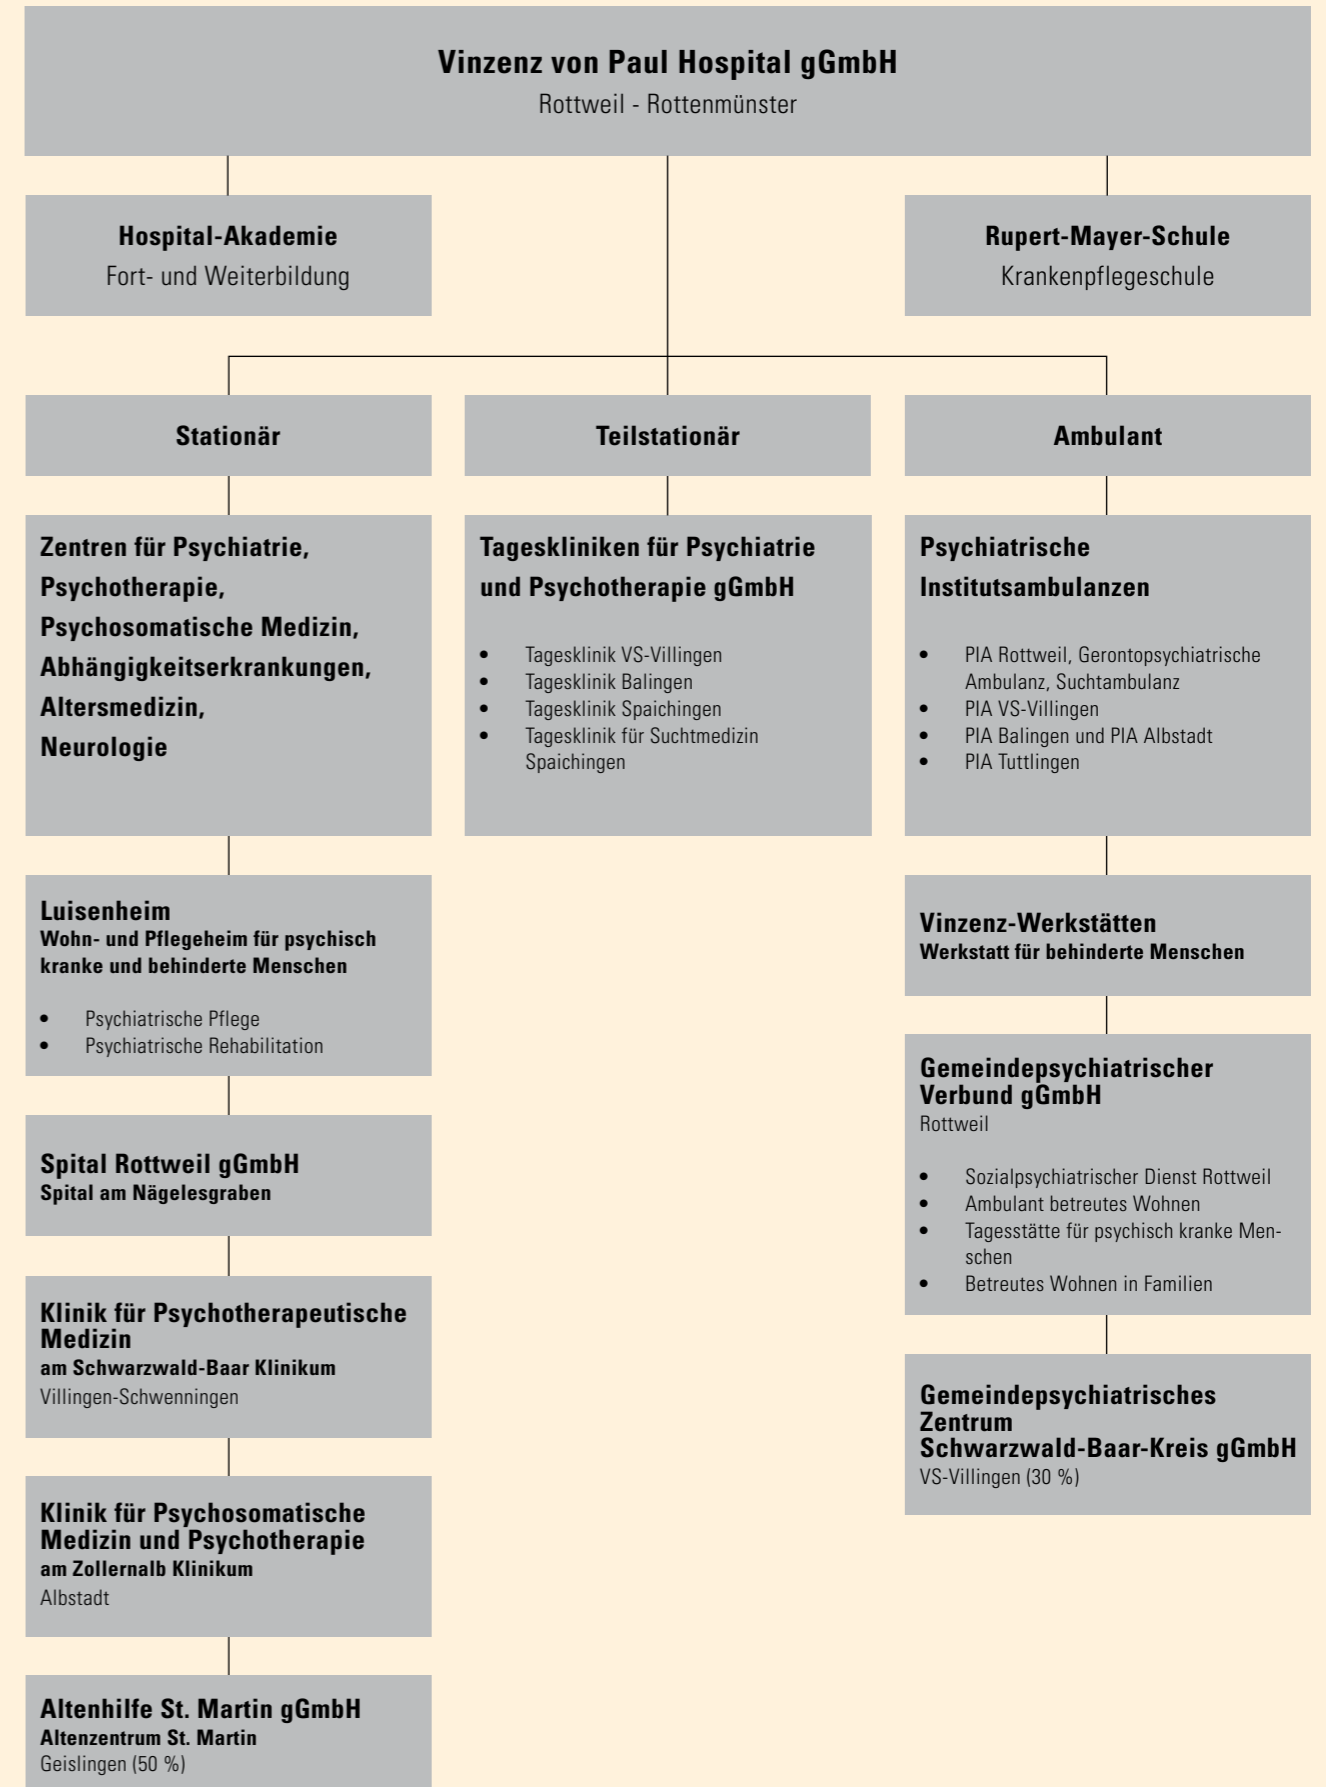 Vinzenz von Paul Hospital gGmbH
Rottweil - Rottenmünster
Hospital-Akademie
Fort- und Weiterbildung
Rupert-Mayer-Schule
Krankenpflegeschule
Stationär
Teilstationär
Ambulant
Zentren für Psychiatrie,
Psychotherapie,
Psychosomatische Medizin,
Abhängigkeitserkrankungen,
Altersmedizin,
Neurologie
Tageskliniken für Psychiatrie
und Psychotherapie gGmbH
• Tagesklinik VS-Villingen
• Tagesklinik Balingen
• Tagesklinik Spaichingen
• Tagesklinik für Suchtmedizin
Spaichingen
Psychiatrische
Institutsambulanzen
• PIA Rottweil, Gerontopsychiatrische
Ambulanz, Suchtambulanz
• PIA VS-Villingen
• PIA Balingen und PIA Albstadt
• PIA Tuttlingen
Luisenheim
Wohn- und Pflegeheim für psychisch
kranke und behinderte Menschen
• Psychiatrische Pflege
• Psychiatrische Rehabilitation
Vinzenz-Werkstätten
Werkstatt für behinderte Menschen
Spital Rottweil gGmbH
Spital am Nägelesgraben
Gemeindepsychiatrischer
Verbund gGmbH
Rottweil
• Sozialpsychiatrischer Dienst Rottweil
• Ambulant betreutes Wohnen
• Tagesstätte für psychisch kranke Men-
schen
• Betreutes Wohnen in Familien
Klinik für Psychotherapeutische
Medizin
am Schwarzwald-Baar Klinikum
Villingen-Schwenningen
Gemeindepsychiatrisches
Zentrum
Schwarzwald-Baar-Kreis gGmbH
VS-Villingen (30 %)
Klinik für Psychosomatische
Medizin und Psychotherapie
am Zollernalb Klinikum
Albstadt
Altenhilfe St. Martin gGmbH
Altenzentrum St. Martin
Geislingen (50 %)